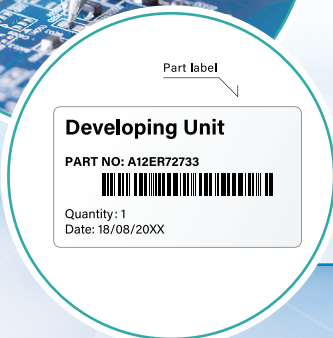 Part label
Developing Unit
PART NO: A12ER72733
Quantity: 1
Date: 18/08/20XX